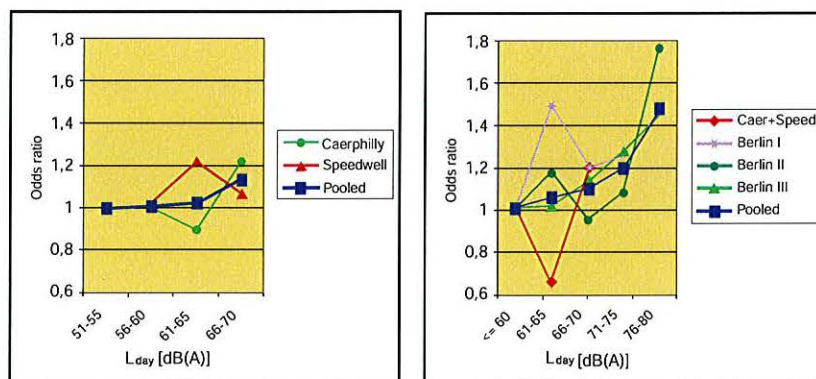 1,8
1,6
1,4
1,2
1
0,8
0,6
Odds ratio
51-55
56-60
61-65
66-70
Lday [dB(A)]
Caerphilly
Speedwell
Pooled
1,8
1,6
1,4
1,2
1
0,8
0,6
Odds ratio
<= 60
61-65
66-70
71-75
76-80
Lday [dB(A)]
Caer+Speed
Berlin I
Berlin II
Berlin III
Pooled